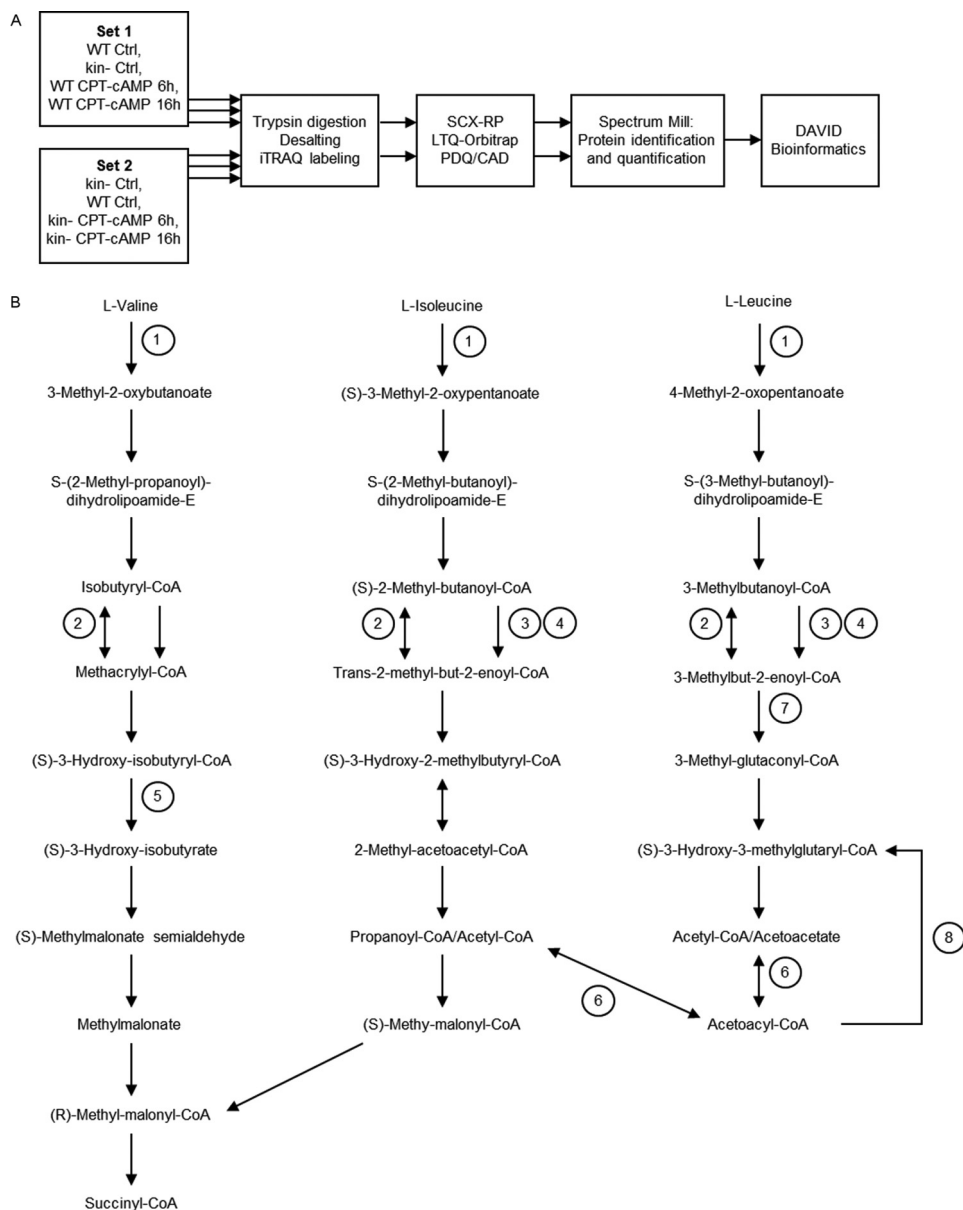 A
Set 1
WT Ctrl,
kin- Ctrl,
WT CPT-cAMP 6h,
WT CPT-cAMP 16h
Set 2
kin- Ctrl,
WT Ctrl,
kin- CPT-cAMP 6h,
kin- CPT-cAMP 16h
Trypsin digestion
Desalting
iTRAQ labeling
SCX-RP
LTQ-Orbitrap
PDQ/CAD
Spectrum Mill:
Protein identification
and quantification
DAVID
Bioinformatics
B
L-Valine
L-Isoleucine
L-Leucine
1
1
1
3-Methyl-2-oxybutanoate
(S)-3-Methyl-2-oxypentanoate
4-Methyl-2-oxopentanoate
S-(2-Methyl-propanoyl)-
dihydrolipoamide-E
S-(2-Methyl-butanoyl)-
dihydrolipoamide-E
S-(3-Methyl-butanoyl)-
dihydrolipoamide-E
Isobutyryl-CoA
(S)-2-Methyl-butanoyl-CoA
3-Methylbutanoyl-CoA
2
2
3
4
2
3
4
Methacrylyl-CoA
Trans-2-methyl-but-2-enoyl-CoA
3-Methylbut-2-enoyl-CoA
7
(S)-3-Hydroxy-isobutyryl-CoA
(S)-3-Hydroxy-2-methylbutyryl-CoA
3-Methyl-glutaconyl-CoA
5
(S)-3-Hydroxy-isobutyrate
2-Methyl-acetoacetyl-CoA
(S)-3-Hydroxy-3-methylglutaryl-CoA
(S)-Methylmalonate semialdehyde
Propanoyl-CoA/Acetyl-CoA
Acetyl-CoA/Acetoacetate
8
6
6
Methylmalonate
(S)-Methy-malonyl-CoA
Acetoacyl-CoA
(R)-Methyl-malonyl-CoA
Succinyl-CoA